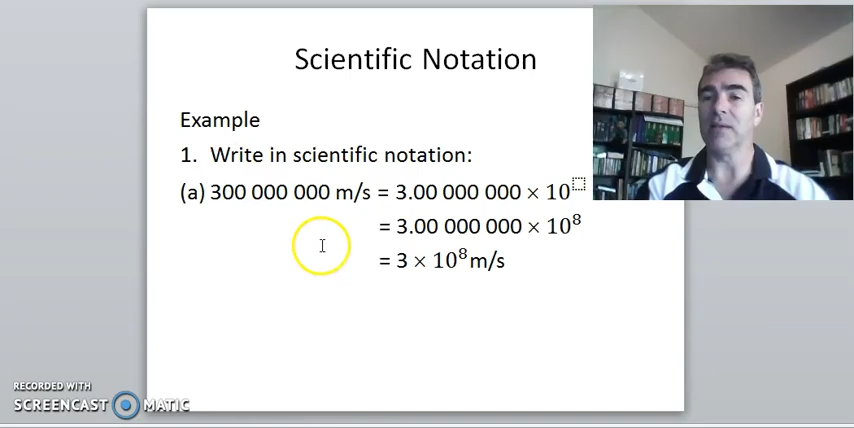 Scientific Notation
Example
1. Write in scientific notation:
(a) 300 000 000 m/s = 3.00 000 000 × 10
= 3.00 000 000 × 10⁸
= 3 × 10⁸ m/s
RECORDED WITH
SCREENCAST MATIC